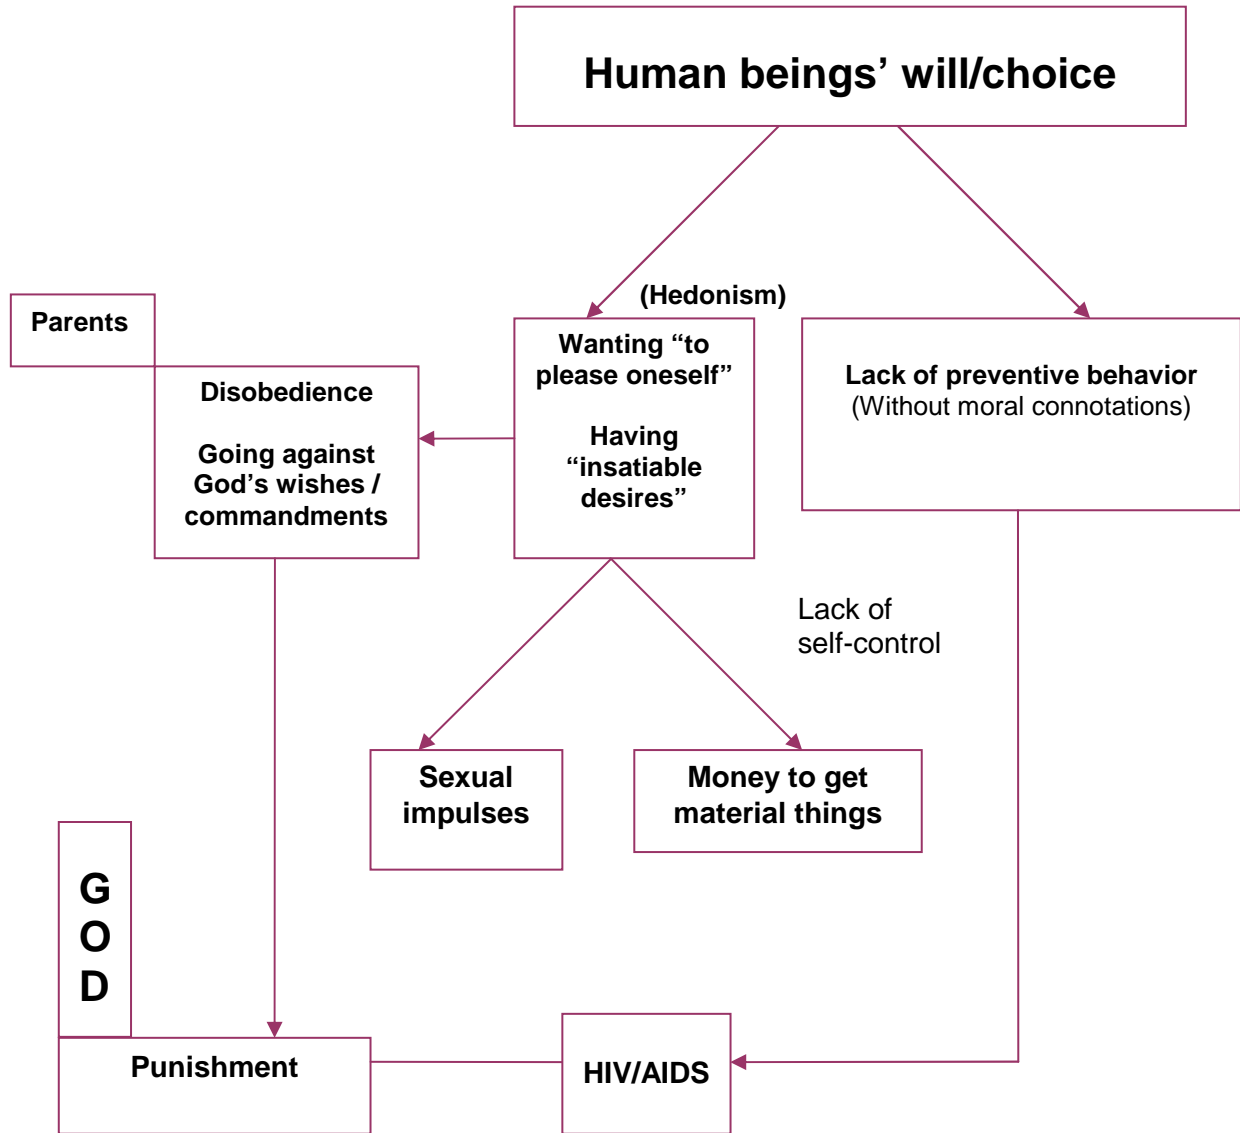 Human beings’ will/choice
(Hedonism)
Parents
Wanting “to
please oneself”
Having
“insatiable
desires”
Lack of preventive behavior
(Without moral connotations)
Disobedience
Going against
God’s wishes /
commandments
Lack of
self-control
Sexual
impulses
Money to get
material things
G
O
D
Punishment
HIV/AIDS